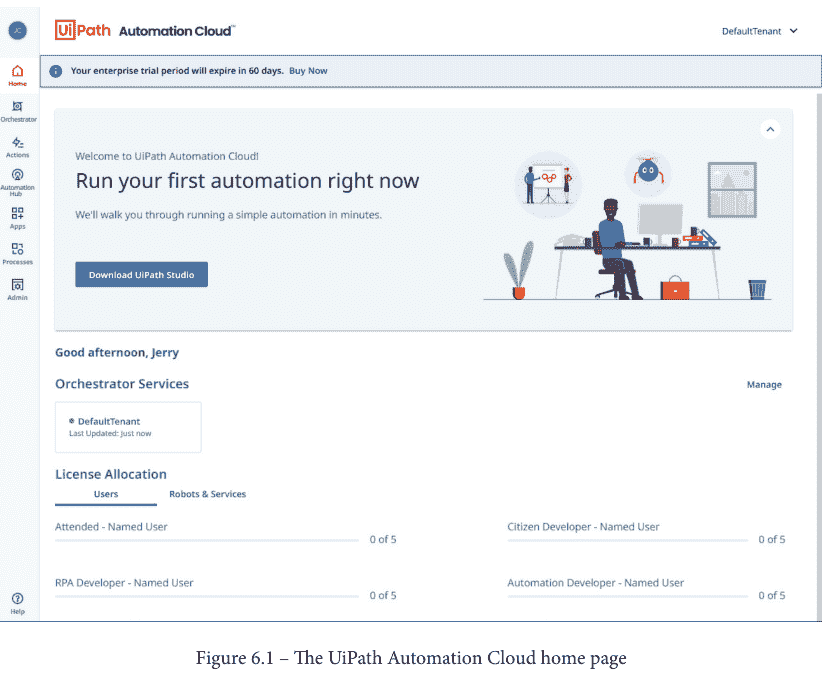 JC
UiPath Automation Cloud™
DefaultTenant
Your enterprise trial period will expire in 60 days. Buy Now
Home
Orchestrator
Actions
Automation
Hub
Apps
Processes
Admin
Help
Welcome to UiPath Automation Cloud!
Run your first automation right now
We'll walk you through running a simple automation in minutes.
Download UiPath Studio
Good afternoon, Jerry
Orchestrator Services
Manage
DefaultTenant
Last Updated: Just now
License Allocation
Users Robots & Services
Attended - Named User
0 of 5
Citizen Developer - Named User
0 of 5
RPA Developer - Named User
0 of 5
Automation Developer - Named User
0 of 5
Figure 6.1 – The UiPath Automation Cloud home page